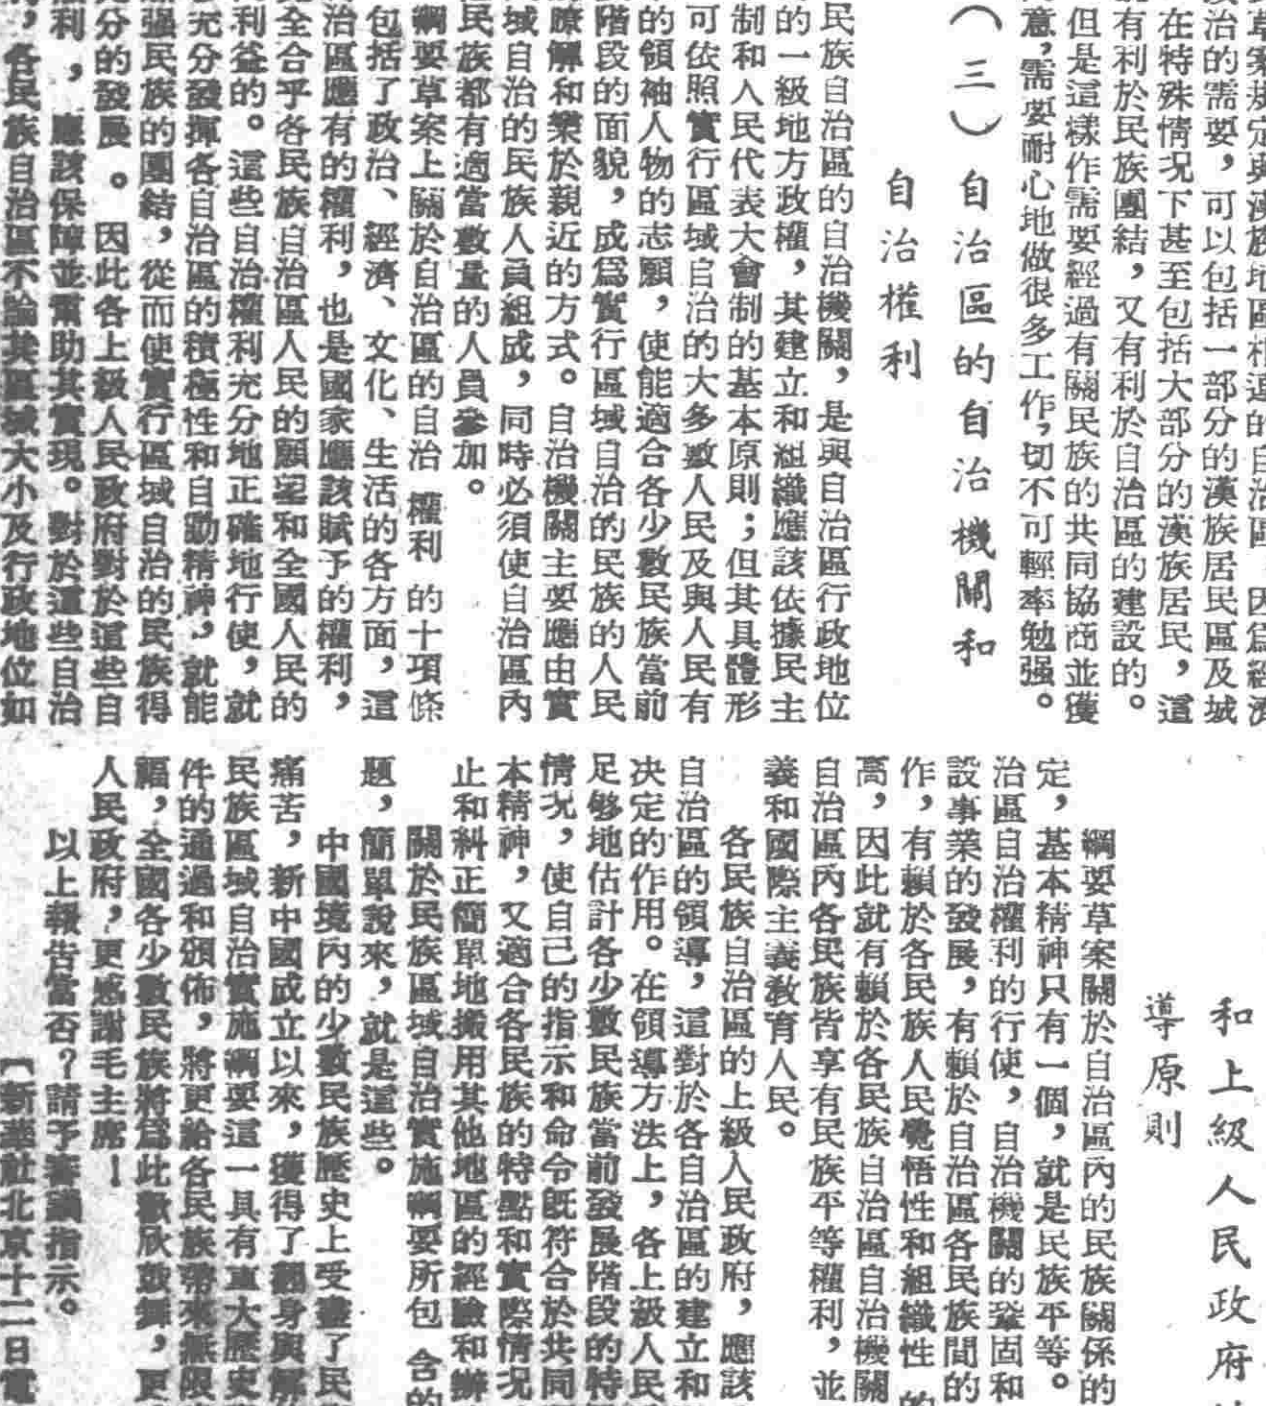 草案規定與漢族地區相連的自治區，因爲經濟
治的需要，可以包括一部分的漢族居民區及城
在特殊情况下甚至包括大部分的漢族居民，這
有利於民族團結，又有利於自治區的建設的。
但是這樣作需要經過有關民族的共同協商並獲
意，需要耐心地做很多工作，切不可輕率勉强。
（三）自治區的自治機關和
自治權利
民族自治區的自治機關，是與自治區行政地位
的一級地方政權，其建立和組織應該依據民主
制和人民代表大會制的基本原則；但其具體形
可依照實行區域自治的大多數人民及與人民有
的領袖人物的志願，使能適合各少數民族當前
階段的面貌，成爲實行區域自治的民族的人民
瞭解和樂於親近的方式。自治機關主要應由實
域自治的民族人員組成，同時必須使自治區內
民族都有適當數量的人員參加。
綱要草案上關於自治區的自治權利的十項條
包括了政治、經濟、文化、生活的各方面，這
治區應有的權利，也是國家應該賦予的權利，
完全合乎各民族自治區人民的願望和全國人民的
利益的。這些自治權利充分地正確地行使，就
充分發揮各自治區的積極性和自動精神，就能
强民族的團結，從而使實行區域自治的民族得
分的發展。因此各上級人民政府對於這些自
利，應該保障並幫助其實現。對於這些自治
，各民族自治區不論其區域大小及行政地位如
和上級人民政府
導原則
綱要草案關於自治區內的民族關係的
定，基本精神只有一個，就是民族平等。
治區自治權利的行使，自治機關的鞏固和
設事業的發展，有賴於自治區各民族間的
作，有賴於各民族人民覺悟性和組織性的
高，因此就有賴於各民族自治區自治機關
自治區內各民族皆享有民族平等權利，並
義和國際主義教育人民。
各民族自治區的上級人民政府，應該
自治區的領導，這對於各自治區的建立和
决定的作用。在領導方法上，各上級人民
足够地估計各少數民族當前發展階段的特
情况，使自己的指示和命令既符合於共同
本精神，又適合各民族的特點和實際情况
止和糾正簡單地搬用其他地區的經驗和辦
關於民族區域自治實施綱要所包含的
題，簡單說來，就是這些。
中國境內的少數民族歷史上受盡了民
痛苦，新中國成立以來，獲得了翻身與解
民族區域自治實施綱要這一具有重大歷史
件的通過和頒佈，將更給各民族帶來無限
福，全國各少數民族將爲此歡欣鼓舞，更
人民政府，更感謝毛主席！
以上報告當否？請予審議指示。
【新華社北京十二日電